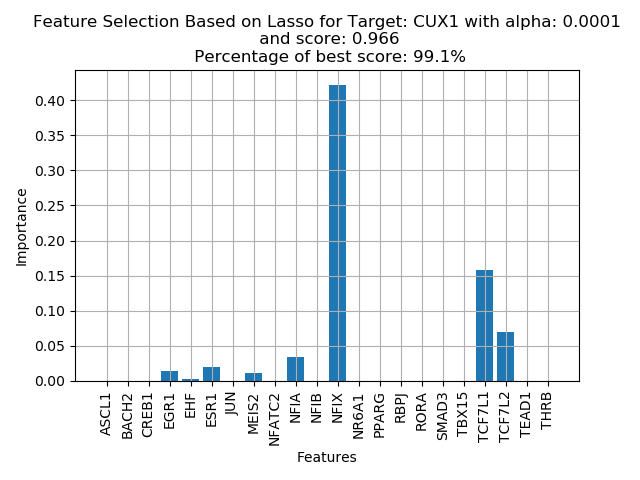 Feature Selection Based on Lasso for Target: CUX1 with alpha: 0.0001
and score: 0.966
Percentage of best score: 99.1%
0.40
0.35
0.30
0.25
0.20
0.15
0.10
0.05
0.00
Importance
ASCL1
BACH2
CREB1
EGR1
EHF
ESR1
JUN
MEIS2
NFATC2
NFIA
NFIB
NFIX
NR6A1
PPARG
RBPJ
RORA
SMAD3
TBX15
TCF7L1
TCF7L2
TEAD1
THRB
Features